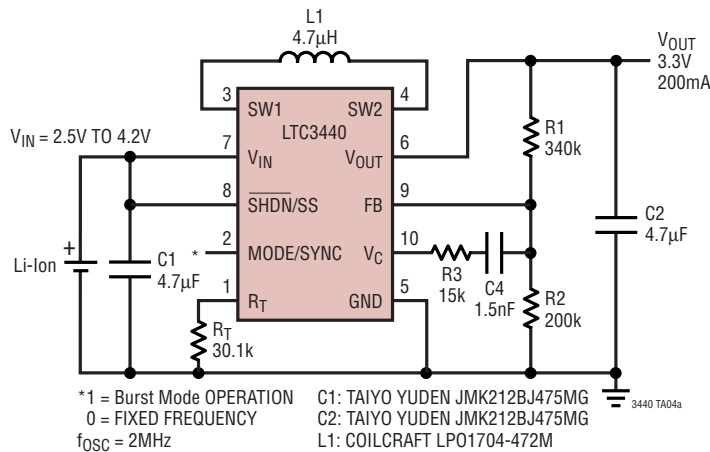 L1
4.7μH
V_OUT
3.3V
200mA
3
4
SW1
SW2
LTC3440
V_IN = 2.5V TO 4.2V
7
6
V_IN
V_OUT
R1
340k
8
9
SHDN/SS
FB
C2
4.7μF
+
Li-Ion
C1
4.7μF
*
2
10
MODE/SYNC
V_C
R3
15k
C4
1.5nF
1
5
R_T
GND
R2
200k
R_T
30.1k
*1 = Burst Mode OPERATION
0 = FIXED FREQUENCY
f_OSC = 2MHz
C1: TAIYO YUDEN JMK212BJ475MG
C2: TAIYO YUDEN JMK212BJ475MG
L1: COILCRAFT LPO1704-472M
3440 TA04a